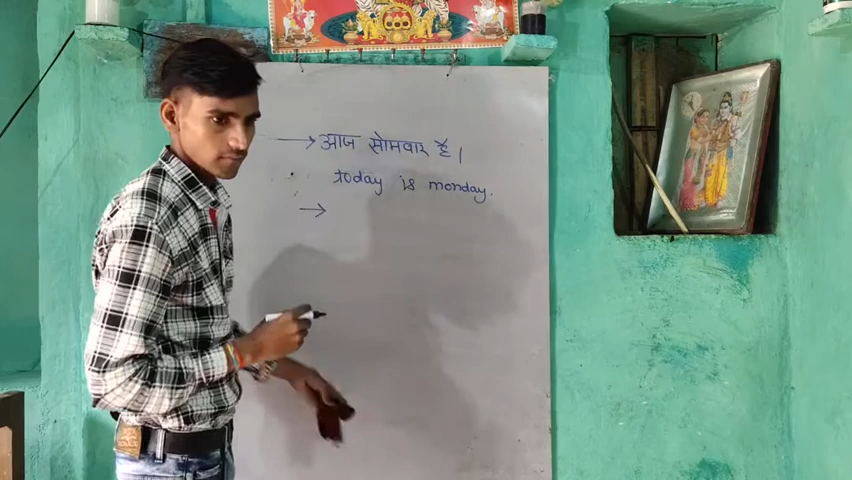 → आज सोमवार है।
today is monday.
→